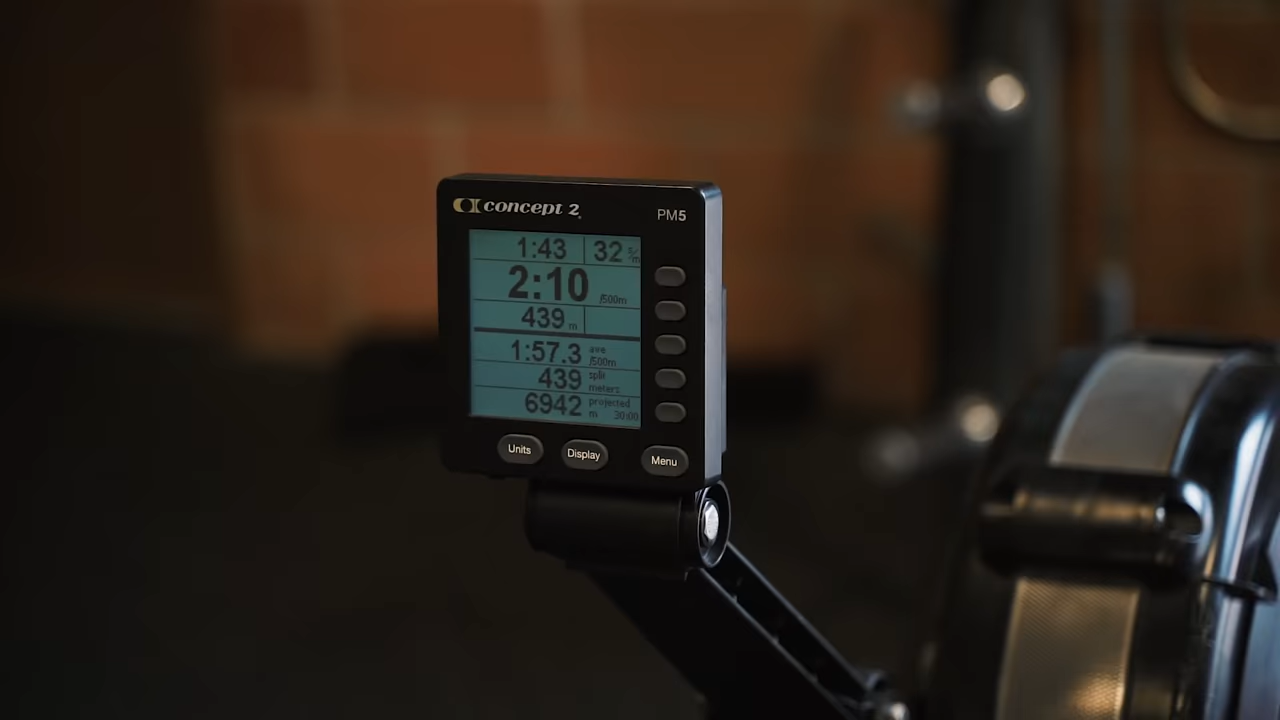 concept 2. PM5
1:43 32 s/m
2:10 /500m
439 m
1:57.3 ave /500m
439 split meters
6942 projected m 30:00
Units Display Menu